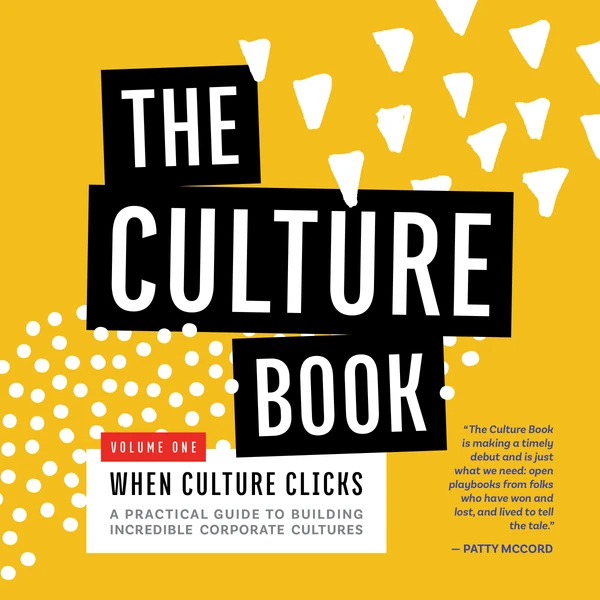 THE
CULTURE
BOOK
VOLUME ONE
WHEN CULTURE CLICKS
A PRACTICAL GUIDE TO BUILDING
INCREDIBLE CORPORATE CULTURES
“The Culture Book
is making a timely
debut and is just
what we need: open
playbooks from folks
who have won and
lost, and lived to tell
the tale.”
— PATTY MCCORD